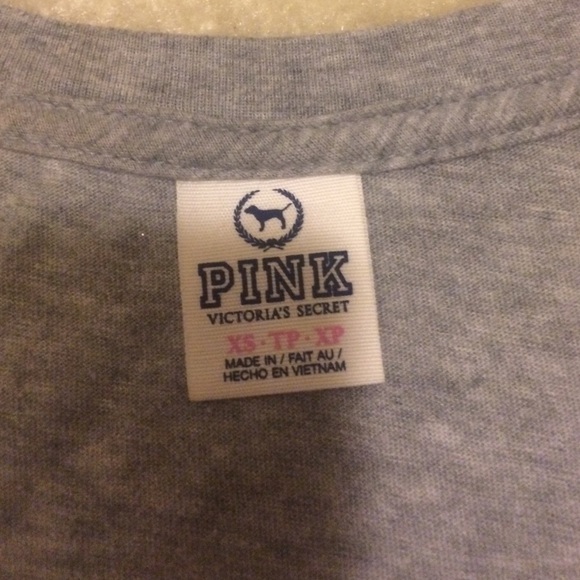 PINK
VICTORIA'S SECRET
XS · TP · XP
MADE IN / FAIT AU /
HECHO EN VIETNAM